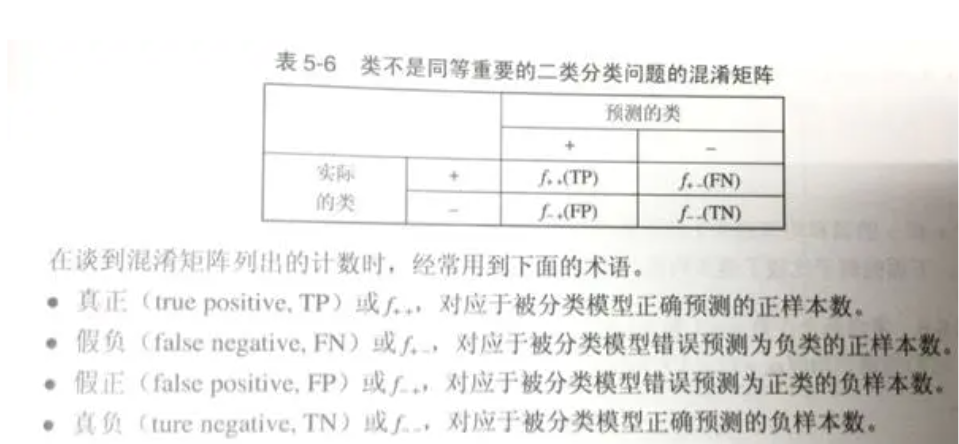 表 5-6 类不是同等重要的二类分类问题的混淆矩阵
预测的类
+ −
实际 + f₊₊(TP) f₊₋(FN)
的类 − f₋₊(FP) f₋₋(TN)
在谈到混淆矩阵列出的计数时，经常用到下面的术语。
• 真正（true positive, TP）或f₊₊，对应于被分类模型正确预测的正样本数。
• 假负（false negative, FN）或f₊₋，对应于被分类模型错误预测为负类的正样本数。
• 假正（false positive, FP）或f₋₊，对应于被分类模型错误预测为正类的负样本数。
• 真负（ture negative, TN）或f₋₋，对应于被分类模型正确预测的负样本数。